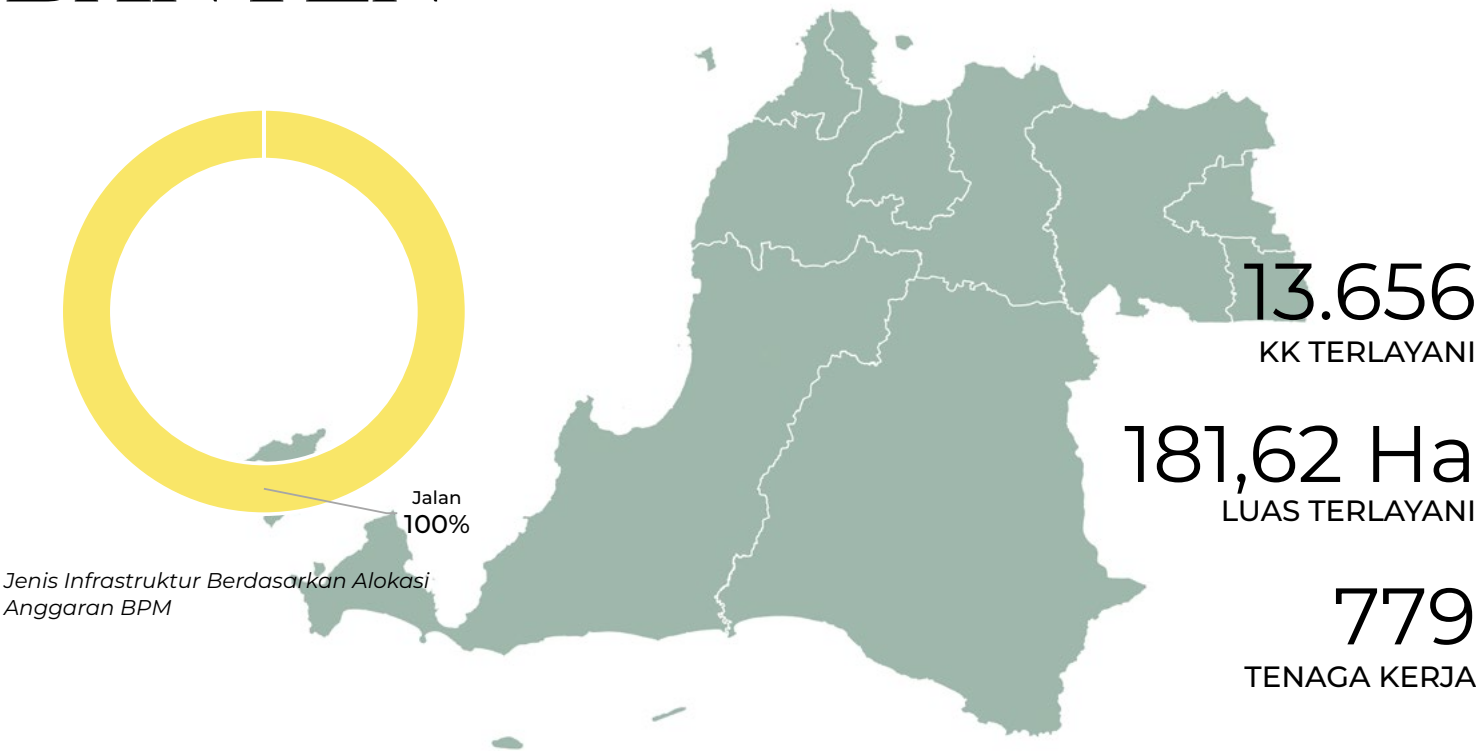 BANTEN
13.656
KK TERLAYANI
181,62 Ha
LUAS TERLAYANI
Jalan
100%
Jenis Infrastruktur Berdasarkan Alokasi
Anggaran BPM
779
TENAGA KERJA